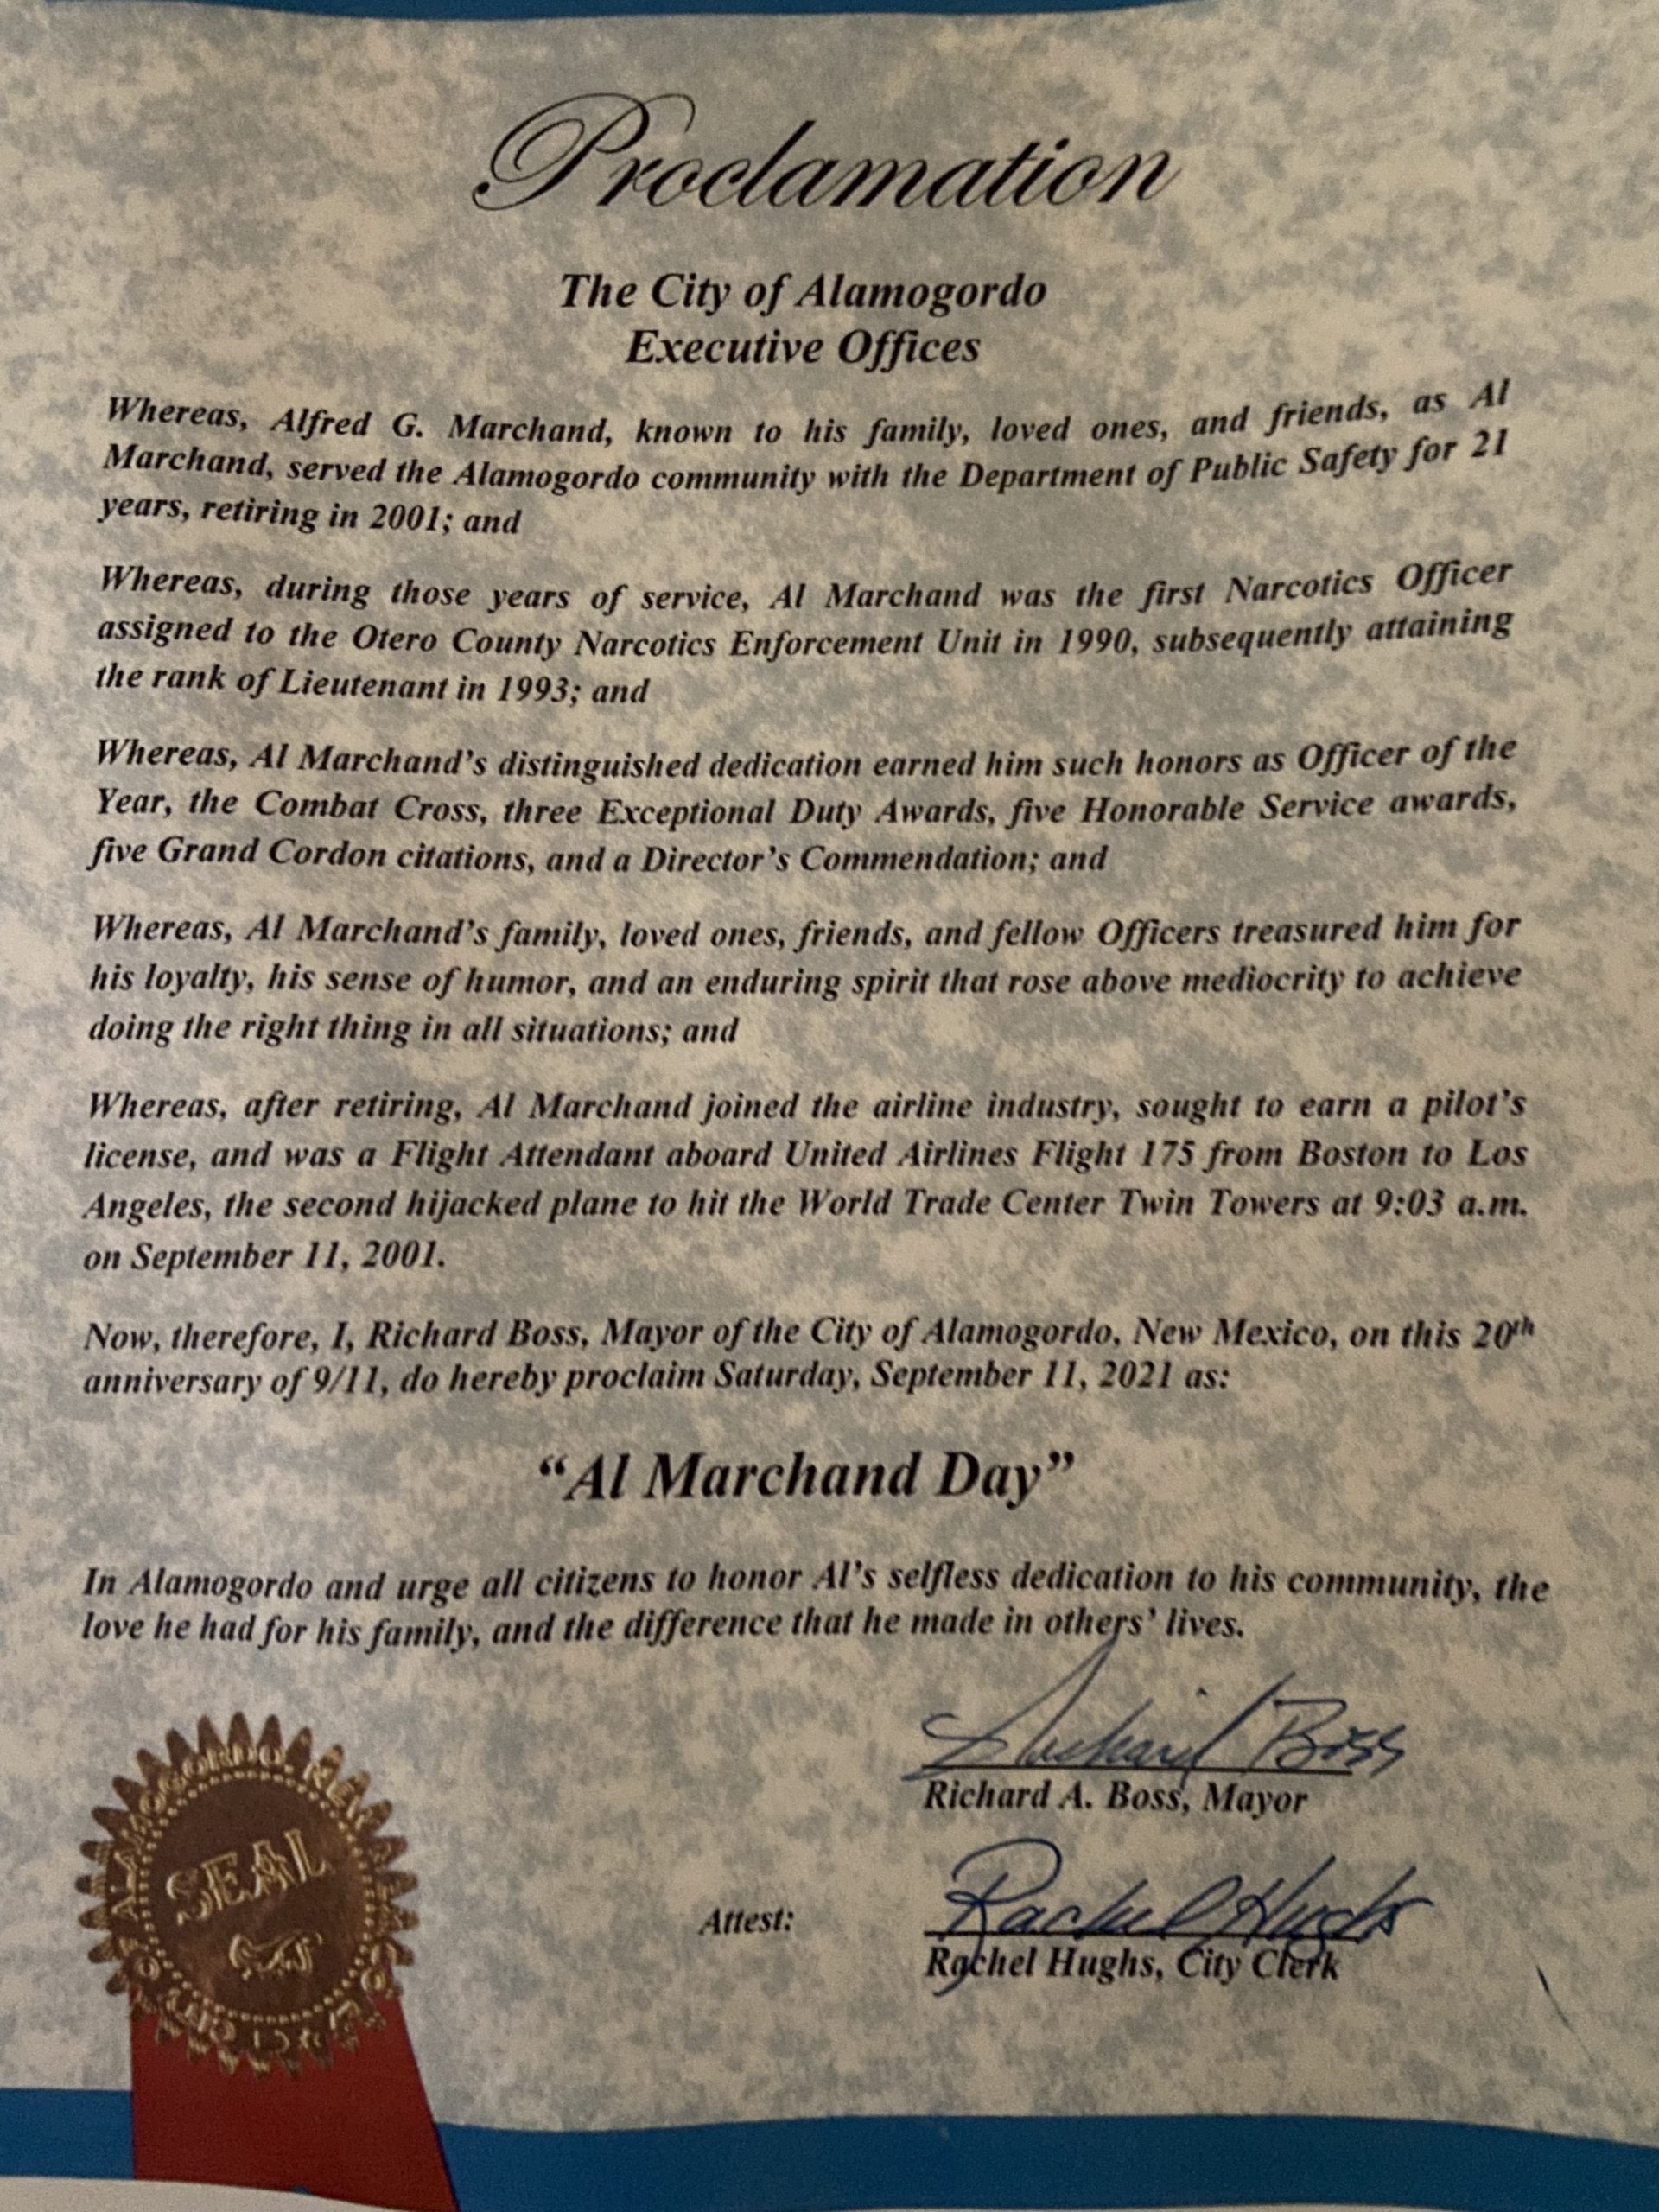 Proclamation
The City of Alamogordo
Executive Offices
Whereas, Alfred G. Marchand, known to his family, loved ones, and friends, as Al
Marchand, served the Alamogordo community with the Department of Public Safety for 21
years, retiring in 2001; and
Whereas, during those years of service, Al Marchand was the first Narcotics Officer
assigned to the Otero County Narcotics Enforcement Unit in 1990, subsequently attaining
the rank of Lieutenant in 1993; and
Whereas, Al Marchand’s distinguished dedication earned him such honors as Officer of the
Year, the Combat Cross, three Exceptional Duty Awards, five Honorable Service awards,
five Grand Cordon citations, and a Director’s Commendation; and
Whereas, Al Marchand’s family, loved ones, friends, and fellow Officers treasured him for
his loyalty, his sense of humor, and an enduring spirit that rose above mediocrity to achieve
doing the right thing in all situations; and
Whereas, after retiring, Al Marchand joined the airline industry, sought to earn a pilot’s
license, and was a Flight Attendant aboard United Airlines Flight 175 from Boston to Los
Angeles, the second hijacked plane to hit the World Trade Center Twin Towers at 9:03 a.m.
on September 11, 2001.
Now, therefore, I, Richard Boss, Mayor of the City of Alamogordo, New Mexico, on this 20th
anniversary of 9/11, do hereby proclaim Saturday, September 11, 2021 as:
“Al Marchand Day”
In Alamogordo and urge all citizens to honor Al’s selfless dedication to his community, the
love he had for his family, and the difference that he made in others’ lives.
Richard Boss
Richard A. Boss, Mayor
Attest:
Rachel Hughs
Rachel Hughs, City Clerk
SEAL